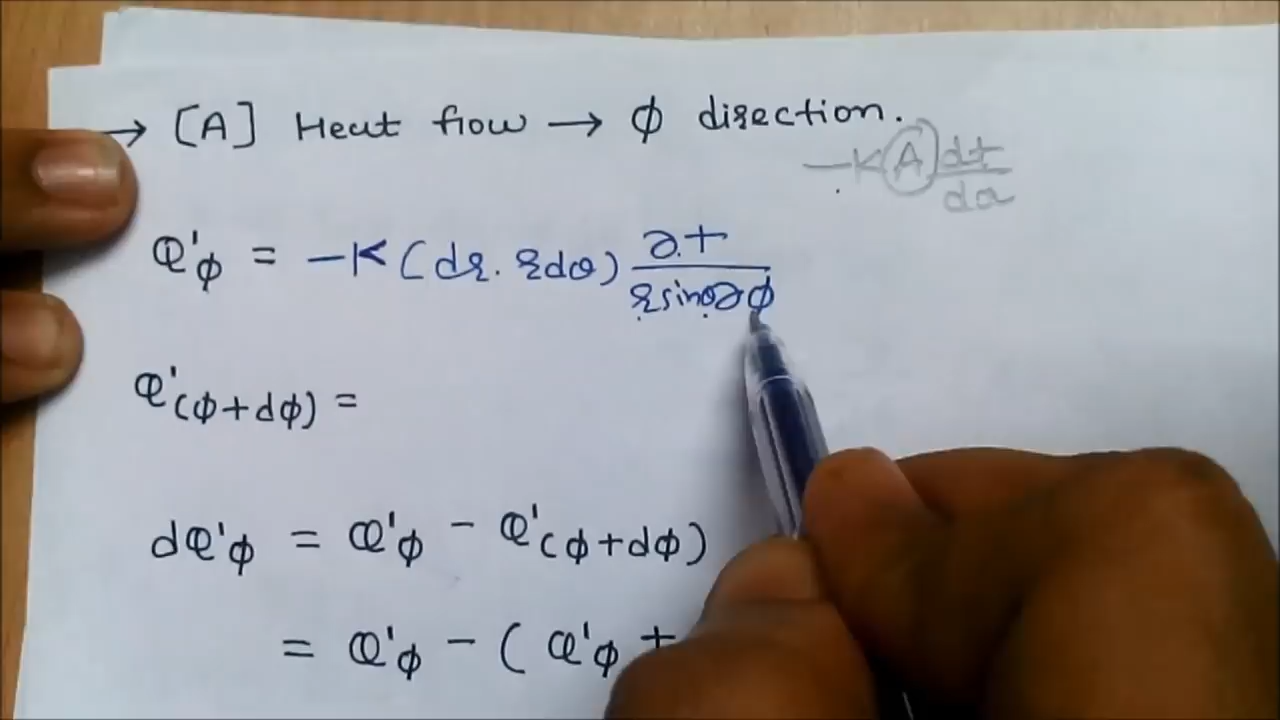 → [A] Heat flow → ϕ direction.
-K A dt/dx
Q'ϕ = -K (dr. rdθ) ∂t/rsinθ∂ϕ
Q'(ϕ+dϕ) =
dQ'ϕ = Q'ϕ - Q'(ϕ+dϕ)
= Q'ϕ - ( Q'ϕ +